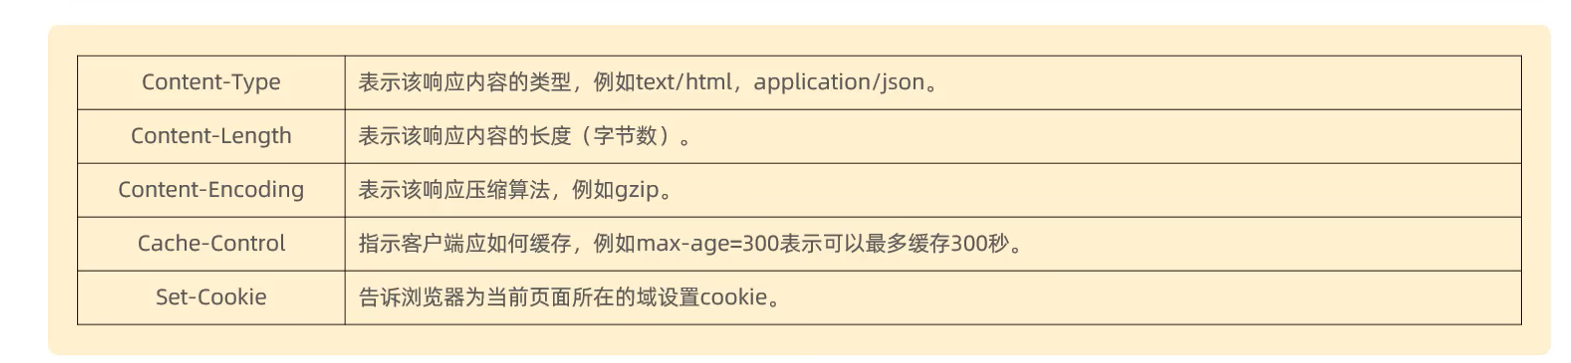 Content-Type 表示该响应内容的类型，例如text/html，application/json。
Content-Length 表示该响应内容的长度（字节数）。
Content-Encoding 表示该响应压缩算法，例如gzip。
Cache-Control 指示客户端应如何缓存，例如max-age=300表示可以最多缓存300秒。
Set-Cookie 告诉浏览器为当前页面所在的域设置cookie。